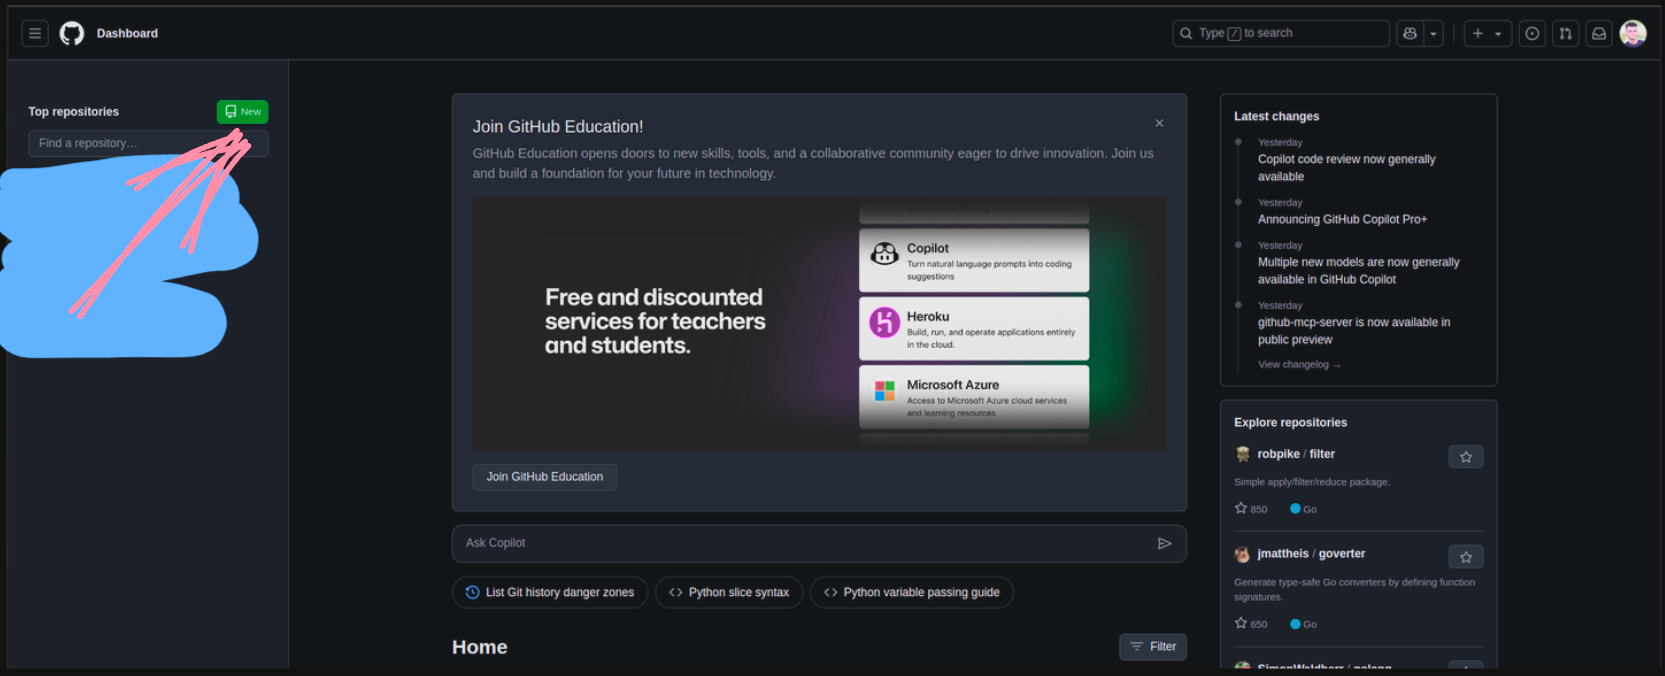 Dashboard
Type / to search
Top repositories
New
Find a repository...
Join GitHub Education!
GitHub Education opens doors to new skills, tools, and a collaborative community eager to drive innovation. Join us
and build a foundation for your future in technology.
Free and discounted
services for teachers
and students.
Copilot
Turn natural language prompts into coding
suggestions
Heroku
Build, run, and operate applications entirely
in the cloud.
Microsoft Azure
Access to Microsoft Azure cloud services
and learning resources
Join GitHub Education
Ask Copilot
List Git history danger zones
Python slice syntax
Python variable passing guide
Home
Filter
Latest changes
Yesterday
Copilot code review now generally
available
Yesterday
Announcing GitHub Copilot Pro+
Yesterday
Multiple new models are now generally
available in GitHub Copilot
Yesterday
github-mcp-server is now available in
public preview
View changelog →
Explore repositories
robpike / filter
Simple apply/filter/reduce package.
850 Go
jmattheis / goverter
Generate type-safe Go converters by defining function
signatures.
650 Go